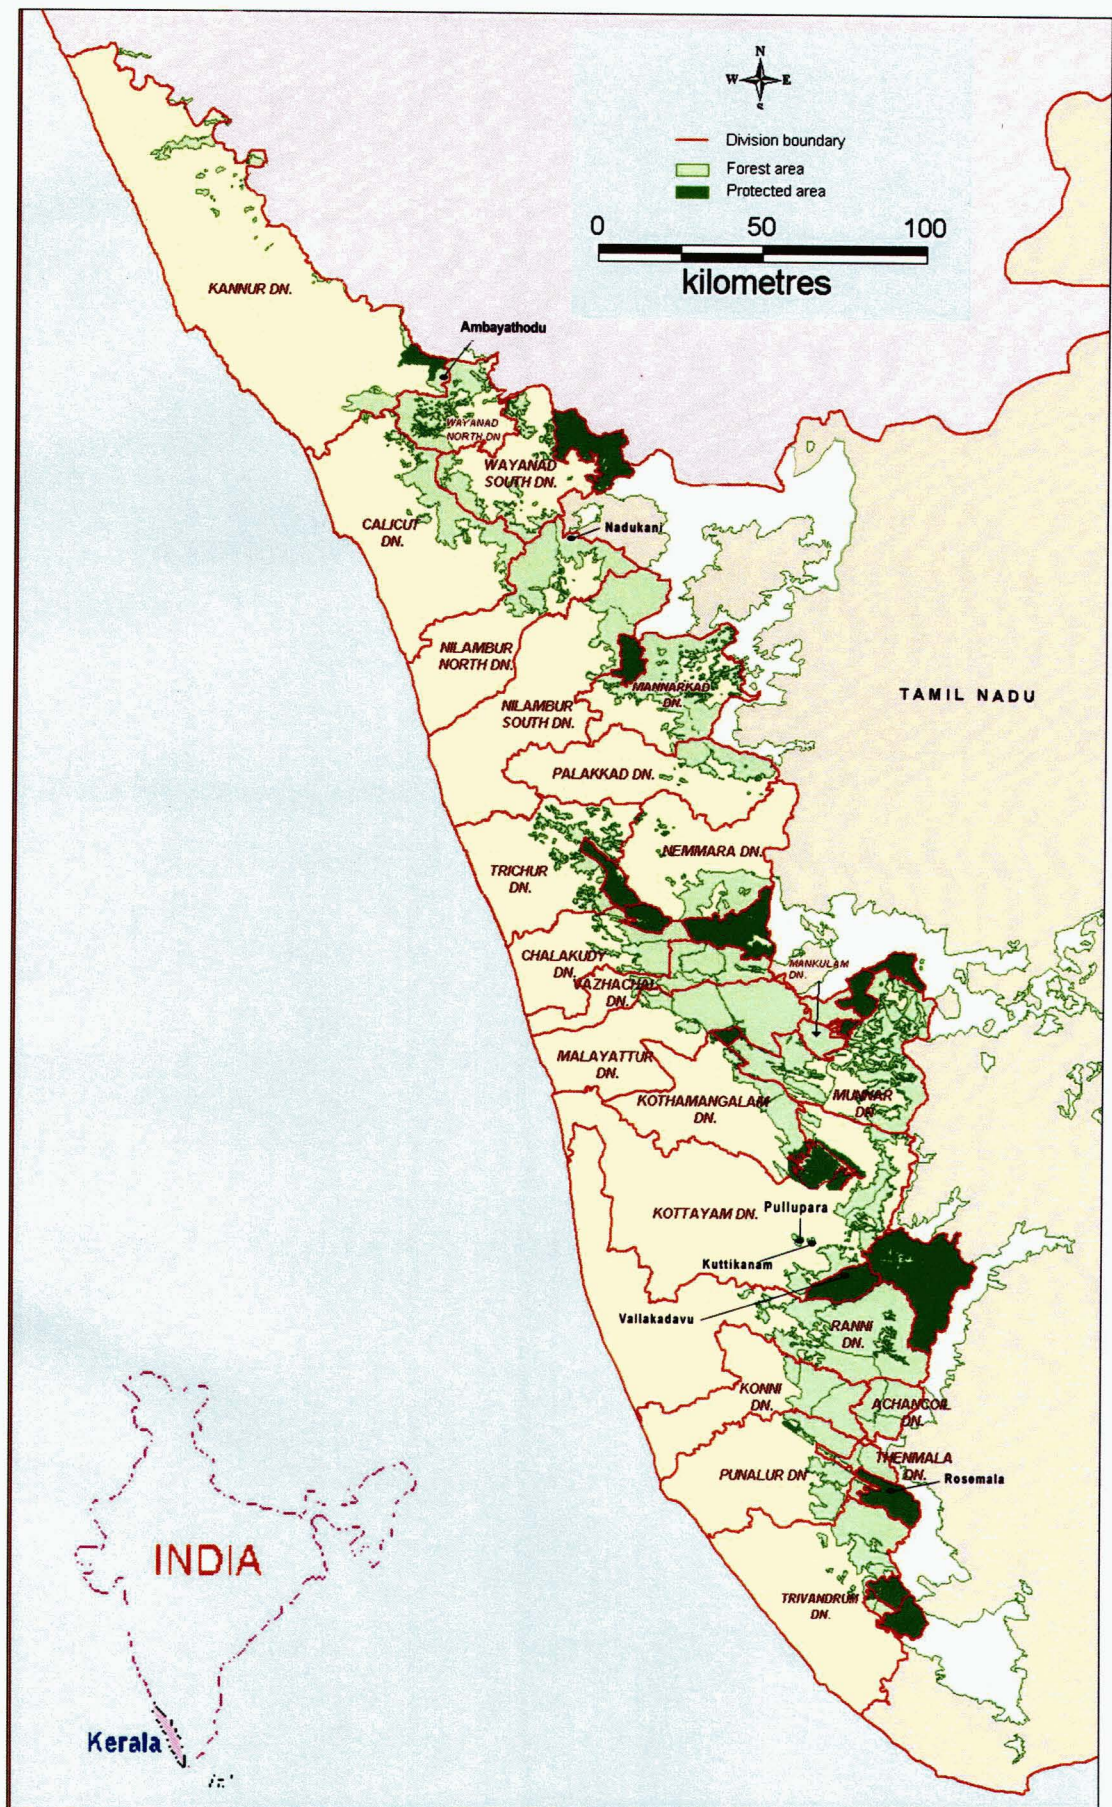 N
W E
S
Division boundary
Forest area
Protected area
0 50 100
kilometres
KANNUR DN.
Ambayathodu
WAYANAD
NORTH DN
WAYANAD
SOUTH DN.
CALICUT
DN.
Nadukani
NILAMBUR
NORTH DN.
MANNARKAD
DN.
TAMIL NADU
NILAMBUR
SOUTH DN.
PALAKKAD DN.
NEMMARA DN.
TRICHUR
DN.
CHALAKUDY
DN.
MANKULAM
DN.
VAZHACHAL
DN.
MALAYATTUR
DN.
KOTHAMANGALAM
DN.
MUNNAR
DN
KOTTAYAM DN.
Pullupara
Kuttikanam
Vallakadavu
RANNI
DN.
KONNI
DN.
ACHANCOIL
DN.
THENMALA
DN.
PUNALUR DN
Rosemala
TRIVANDRUM
DN.
INDIA
Kerala